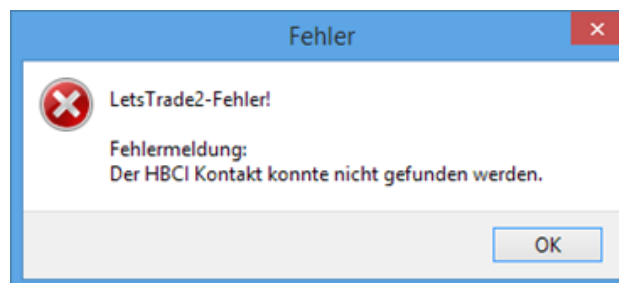 Fehler
LetsTrade2-Fehler!
Fehlermeldung:
Der HBCI Kontakt konnte nicht gefunden werden.
OK